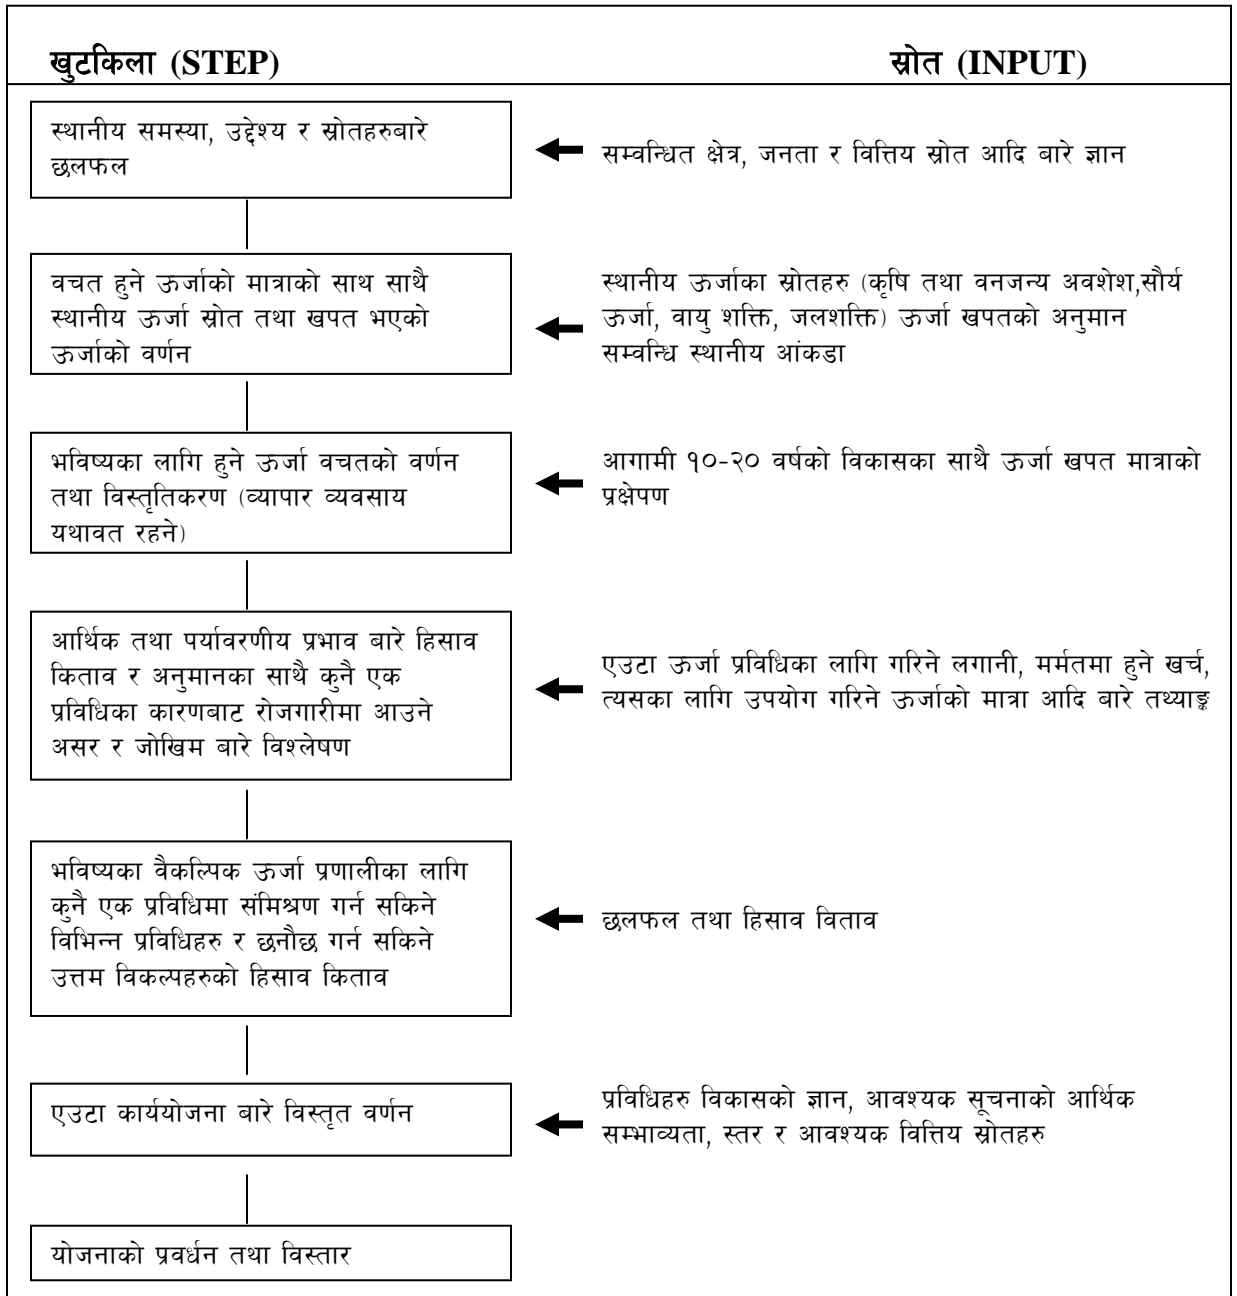 खुटकिला (STEP) स्रोत (INPUT)
स्थानीय समस्या, उद्देश्य र स्रोतहरुबारे
छलफल
सम्वन्धित क्षेत्र, जनता र वित्तिय स्रोत आदि बारे ज्ञान
वचत हुने ऊर्जाको मात्राको साथ साथै
स्थानीय ऊर्जा स्रोत तथा खपत भएको
ऊर्जाको वर्णन
स्थानीय ऊर्जाका स्रोतहरु (कृषि तथा वनजन्य अवशेश,सौर्य
ऊर्जा, वायु शक्ति, जलशक्ति) ऊर्जा खपतको अनुमान
सम्वन्धि स्थानीय आंकडा
भविष्यका लागि हुने ऊर्जा वचतको वर्णन
तथा विस्तृतिकरण (व्यापार व्यवसाय
यथावत रहने)
आगामी १०-२० वर्षको विकासका साथै ऊर्जा खपत मात्राको
प्रक्षेपण
आर्थिक तथा पर्यावरणीय प्रभाव बारे हिसाव
किताव र अनुमानका साथै कुनै एक
प्रविधिका कारणबाट रोजगारीमा आउने
असर र जोखिम बारे विश्लेषण
एउटा ऊर्जा प्रविधिका लागि गरिने लगानी, मर्मतमा हुने खर्च,
त्यसका लागि उपयोग गरिने ऊर्जाको मात्रा आदि बारे तथ्याङ्क
भविष्यका वैकल्पिक ऊर्जा प्रणालीका लागि
कुनै एक प्रविधिमा संमिश्रण गर्न सकिने
विभिन्न प्रविधिहरु र छनौछ गर्न सकिने
उत्तम विकल्पहरुको हिसाव किताव
छलफल तथा हिसाव विताव
एउटा कार्ययोजना बारे विस्तृत वर्णन
प्रविधिहरु विकासको ज्ञान, आवश्यक सूचनाको आर्थिक
सम्भाव्यता, स्तर र आवश्यक वित्तिय स्रोतहरु
योजनाको प्रवर्धन तथा विस्तार